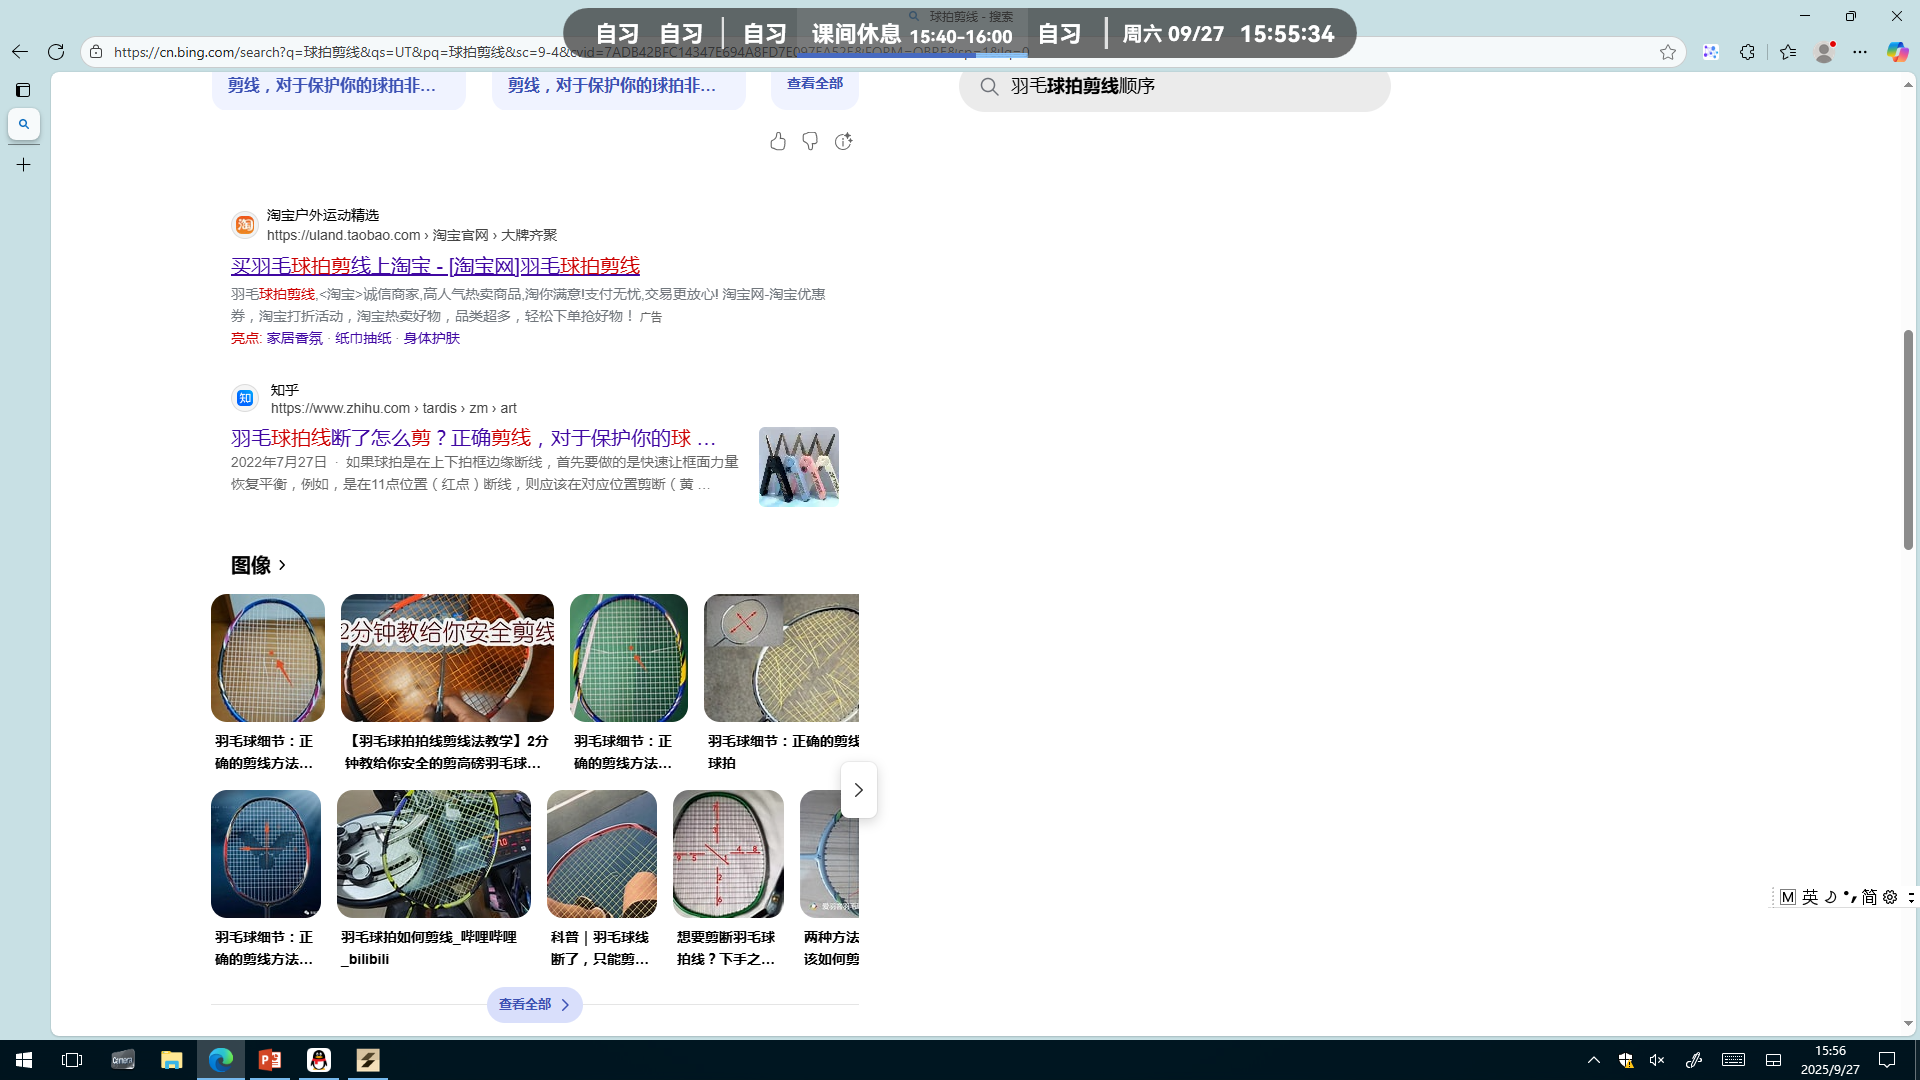 球拍剪线 - 搜索
自习 自习 自习 课间休息 15:40-16:00 自习 周六 09/27 15:55:34
https://cn.bing.com/search?q=球拍剪线&qs=UT&pq=球拍剪线&sc=9-4&cvid=7ADB42BFC14347E694A8FD7E097EA52E&FORM=QBRE&sp=1&lq=0
剪线，对于保护你的球拍非...
剪线，对于保护你的球拍非...
查看全部
羽毛球拍剪线顺序
淘宝户外运动精选
https://uland.taobao.com › 淘宝官网 › 大牌齐聚
买羽毛球拍剪线上淘宝 - [淘宝网]羽毛球拍剪线
羽毛球拍剪线,<淘宝>诚信商家,高人气热卖商品,淘你满意!支付无忧,交易更放心! 淘宝网-淘宝优惠
券，淘宝打折活动，淘宝热卖好物，品类超多，轻松下单抢好物！ 广告
亮点: 家居香氛 · 纸巾抽纸 · 身体护肤
知乎
https://www.zhihu.com › tardis › zm › art
羽毛球拍线断了怎么剪？正确剪线，对于保护你的球 ...
2022年7月27日 · 如果球拍是在上下拍框边缘断线，首先要做的是快速让框面力量
恢复平衡，例如，是在11点位置（红点）断线，则应该在对应位置剪断（黄 ...
图像
2分钟教给你安全剪线
羽毛球细节：正
确的剪线方法...
【羽毛球拍拍线剪线法教学】2分
钟教给你安全的剪高磅羽毛球...
羽毛球细节：正
确的剪线方法...
羽毛球细节：正确的剪线
球拍
羽毛球细节：正
确的剪线方法...
羽毛球拍如何剪线_哔哩哔哩
_bilibili
科普｜羽毛球线
断了，只能剪...
想要剪断羽毛球
拍线？下手之...
两种方法
该如何剪
查看全部
M 英 简
15:56
2025/9/27